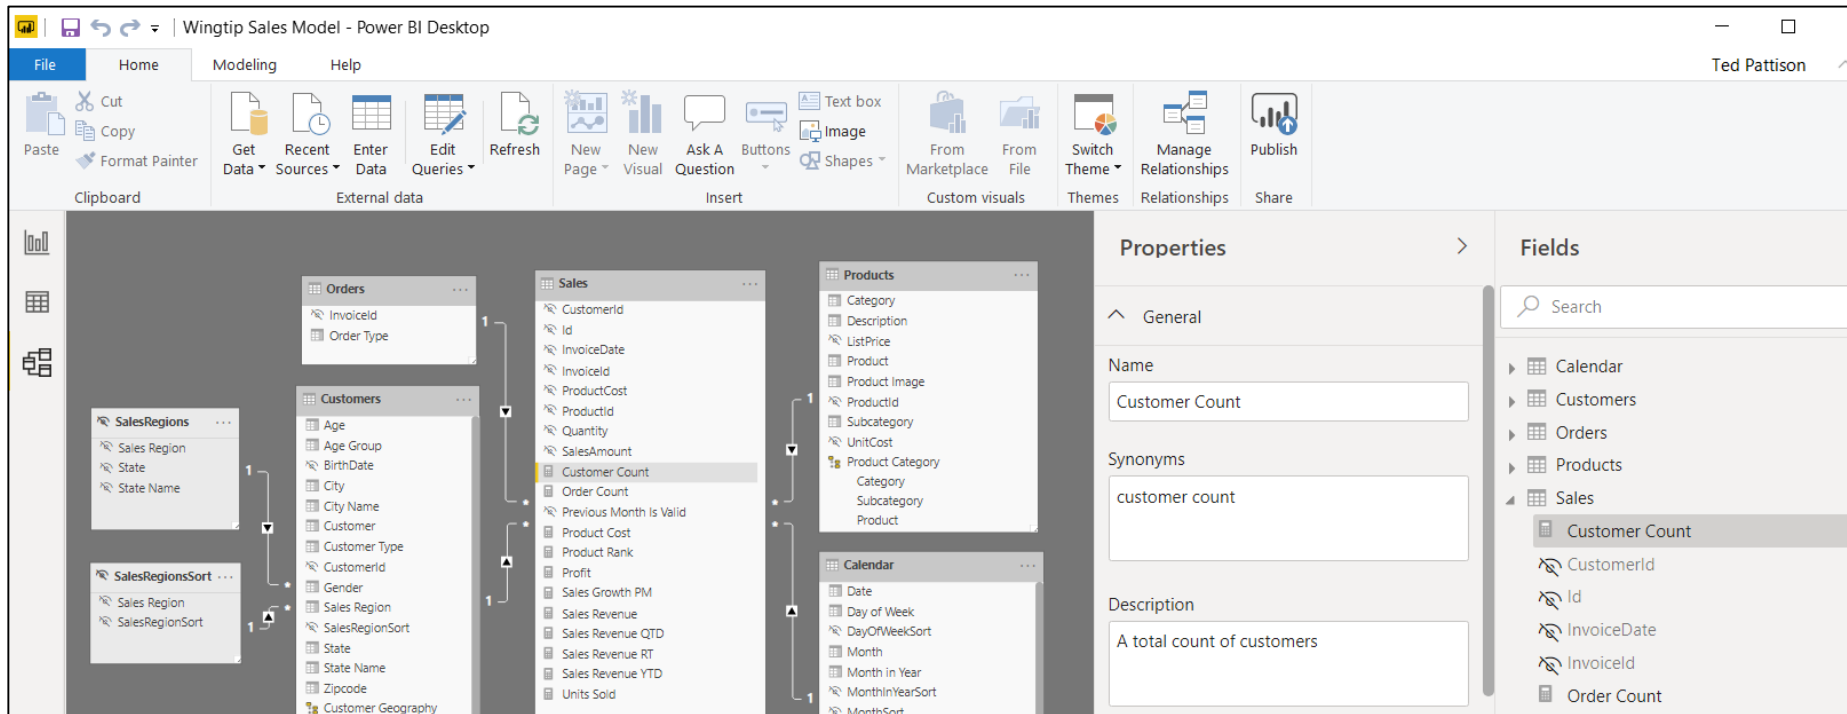 Wingtip Sales Model - Power BI Desktop
File Home Modeling Help Ted Pattison
Paste
Cut
Copy
Format Painter
Clipboard
Get Data
Recent Sources
Enter Data
Edit Queries
Refresh
External data
New Page
New Visual
Ask A Question
Buttons
Text box
Image
Shapes
Insert
From Marketplace
From File
Custom visuals
Switch Theme
Themes
Manage Relationships
Relationships
Publish
Share
SalesRegions
Sales Region
State
State Name
1
*
SalesRegionsSort
Sales Region
SalesRegionSort
1
*
Orders
InvoiceId
Order Type
1
*
Customers
Age
Age Group
BirthDate
City
City Name
Customer
Customer Type
CustomerId
Gender
Sales Region
SalesRegionSort
State
State Name
Zipcode
Customer Geography
1
*
Sales
CustomerId
Id
InvoiceDate
InvoiceId
ProductCost
ProductId
Quantity
SalesAmount
Customer Count
Order Count
Previous Month Is Valid
Product Cost
Product Rank
Profit
Sales Growth PM
Sales Revenue
Sales Revenue QTD
Sales Revenue RT
Sales Revenue YTD
Units Sold
Products
Category
Description
ListPrice
Product
Product Image
ProductId
Subcategory
UnitCost
Product Category
Category
Subcategory
Product
1
*
Calendar
Date
Day of Week
DayOfWeekSort
Month
Month in Year
MonthInYearSort
MonthSort
1
*
Properties
General
Name
Customer Count
Synonyms
customer count
Description
A total count of customers
Fields
Search
Calendar
Customers
Orders
Products
Sales
Customer Count
CustomerId
Id
InvoiceDate
InvoiceId
Order Count